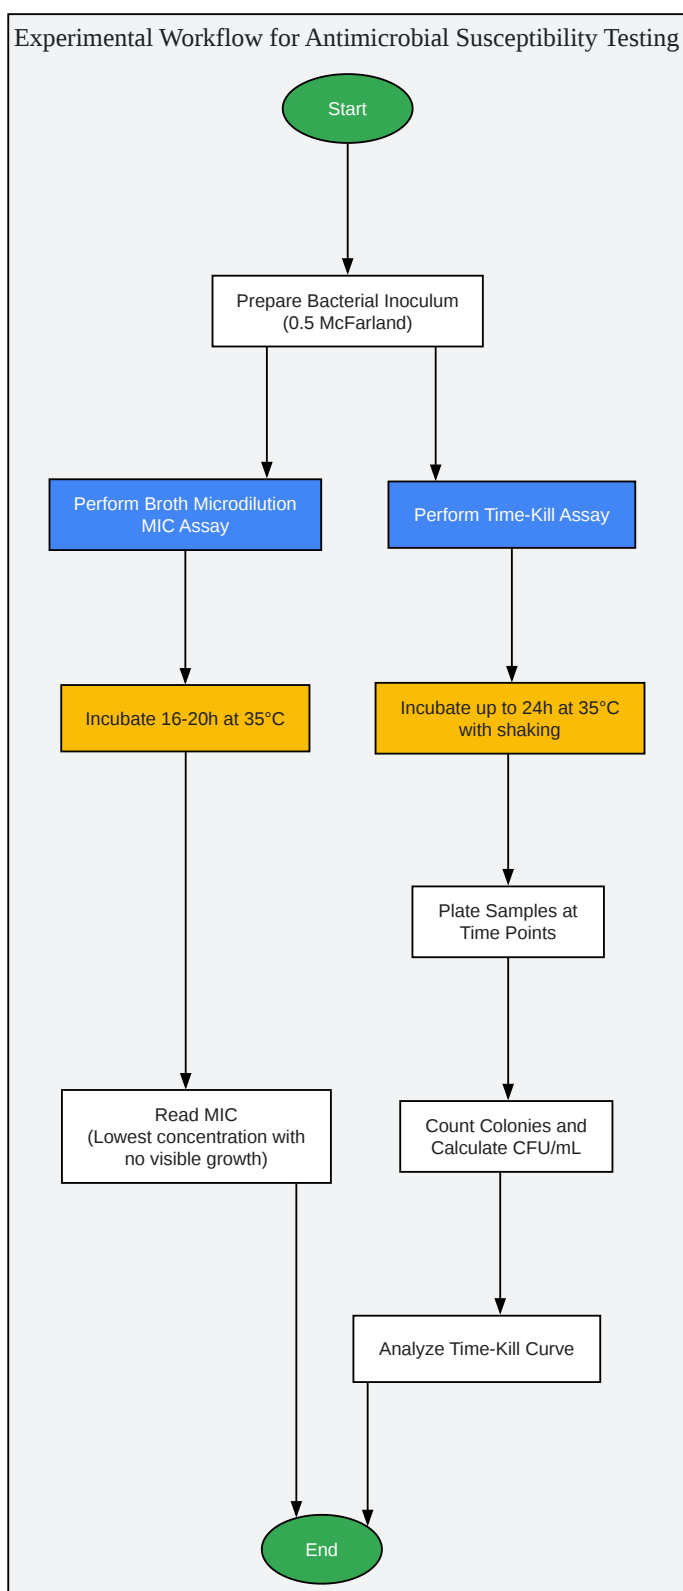 Experimental Workflow for Antimicrobial Susceptibility Testing
Start
Prepare Bacterial Inoculum
(0.5 McFarland)
Perform Broth Microdilution
MIC Assay
Perform Time-Kill Assay
Incubate 16-20h at 35°C
Incubate up to 24h at 35°C
with shaking
Plate Samples at
Time Points
Read MIC
(Lowest concentration with
no visible growth)
Count Colonies and
Calculate CFU/mL
Analyze Time-Kill Curve
End